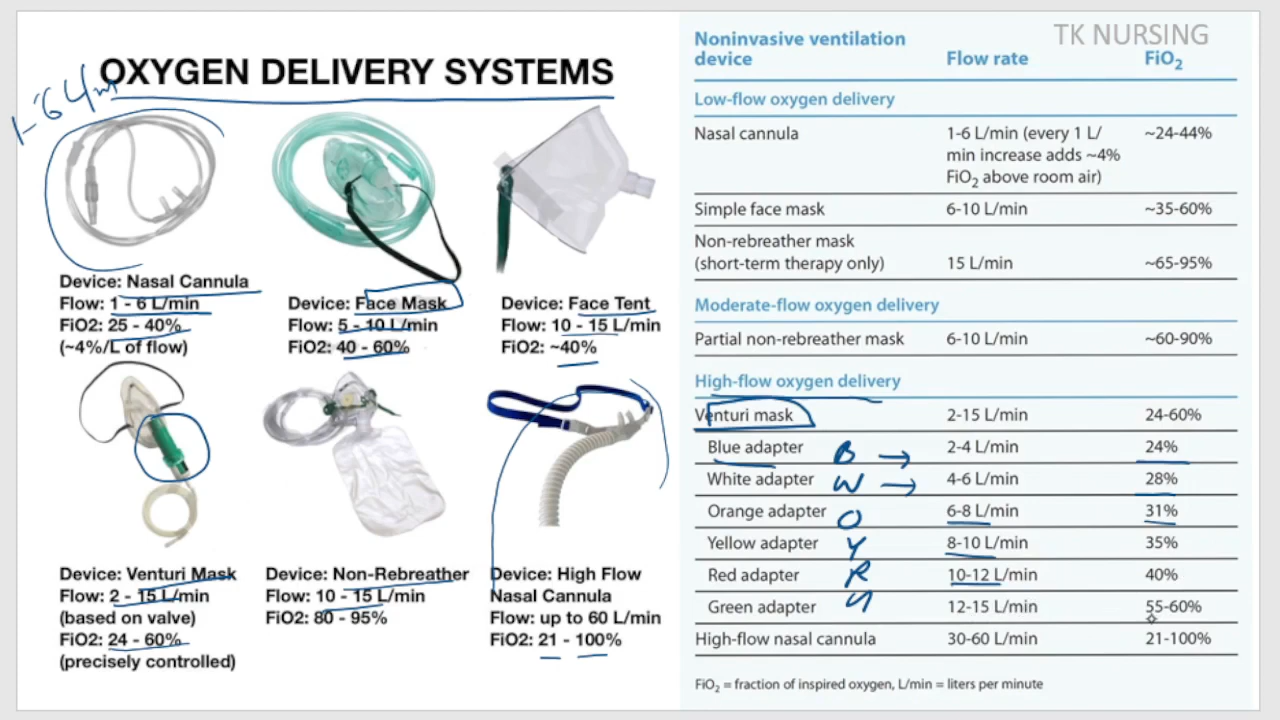 OXYGEN DELIVERY SYSTEMS
Device: Nasal Cannula
Flow: 1 - 6 L/min
FiO2: 25 - 40%
(~4%/L of flow)
Device: Face Mask
Flow: 5 - 10 L/min
FiO2: 40 - 60%
Device: Face Tent
Flow: 10 - 15 L/min
FiO2: ~40%
Device: Venturi Mask
Flow: 2 - 15 L/min
(based on valve)
FiO2: 24 - 60%
(precisely controlled)
Device: Non-Rebreather
Flow: 10 - 15 L/min
FiO2: 80 - 95%
Device: High Flow
Nasal Cannula
Flow: up to 60 L/min
FiO2: 21 - 100%
TK NURSING
Noninvasive ventilation
device Flow rate FiO2
Low-flow oxygen delivery
Nasal cannula 1-6 L/min (every 1 L/ ~24-44%
min increase adds ~4%
FiO2 above room air)
Simple face mask 6-10 L/min ~35-60%
Non-rebreather mask
(short-term therapy only) 15 L/min ~65-95%
Moderate-flow oxygen delivery
Partial non-rebreather mask 6-10 L/min ~60-90%
High-flow oxygen delivery
Venturi mask 2-15 L/min 24-60%
Blue adapter B 2-4 L/min 24%
White adapter W 4-6 L/min 28%
Orange adapter O 6-8 L/min 31%
Yellow adapter Y 8-10 L/min 35%
Red adapter R 10-12 L/min 40%
Green adapter 12-15 L/min 55-60%
High-flow nasal cannula 30-60 L/min 21-100%
FiO2 = fraction of inspired oxygen, L/min = liters per minute